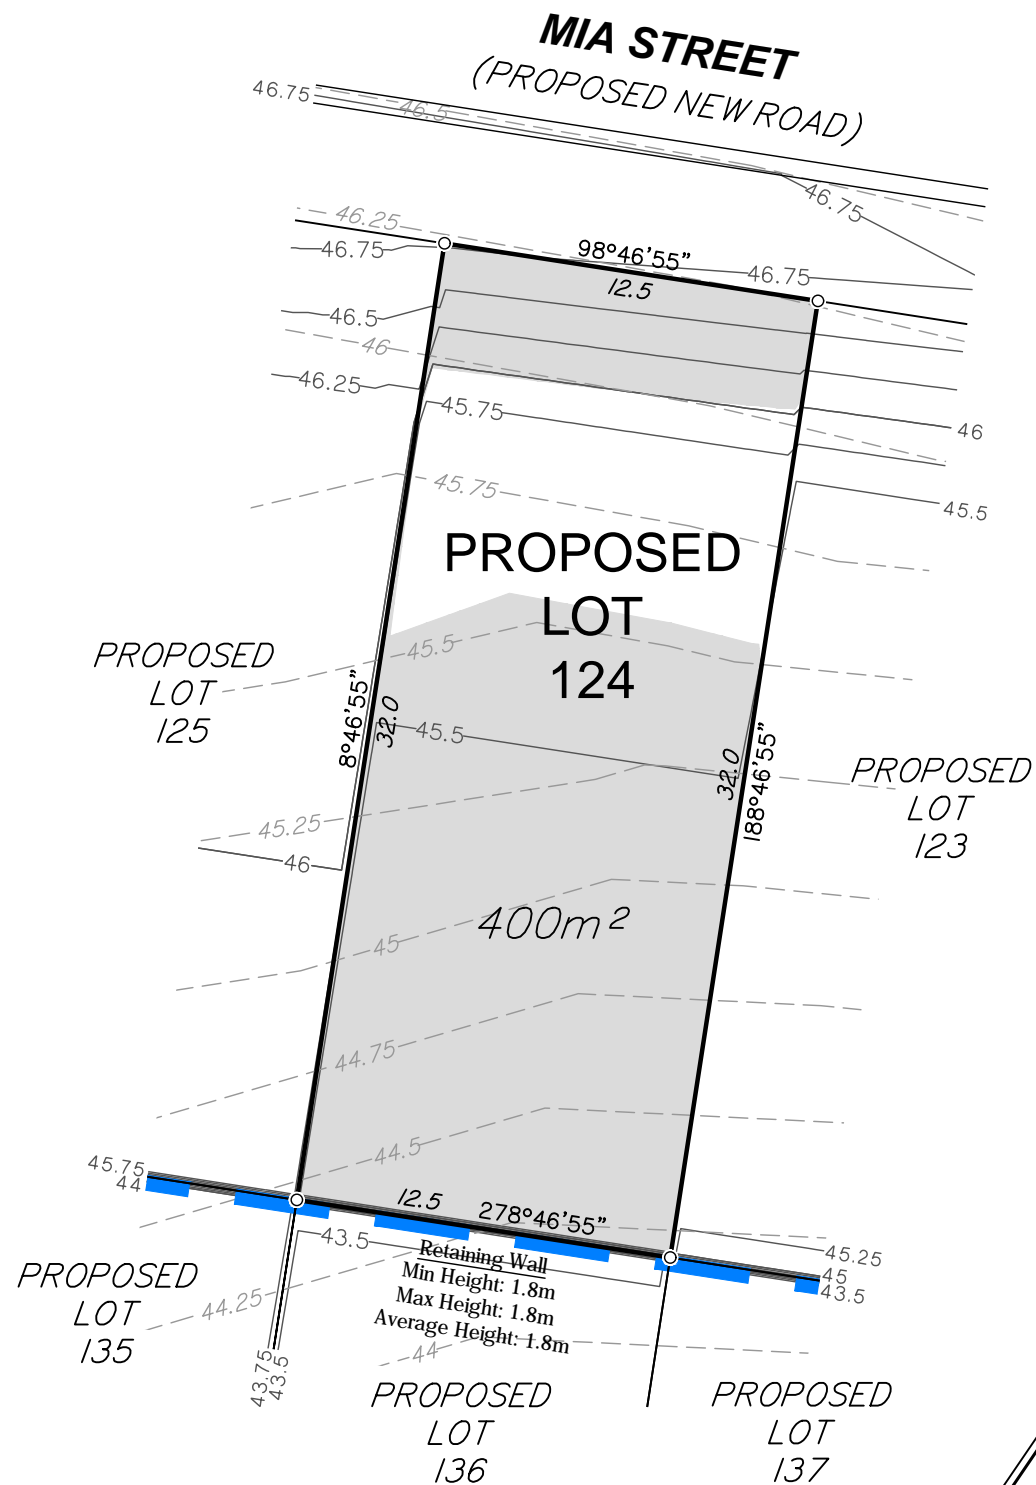 MIA STREET
(PROPOSED NEW ROAD)
46.75
46.5
46.75
46.25
46.75
98°46'55"
12.5
46.75
46.5
46
46.25
45.75
46
45.75
45.5
PROPOSED
LOT
124
PROPOSED
LOT
125
45.5
8°46'55"
32.0
45.5
32.0
188°46'55"
PROPOSED
LOT
123
45.25
46
400m²
45
44.75
44.5
45.75
44
12.5
278°46'55"
43.5
Retaining Wall
Min Height: 1.8m
Max Height: 1.8m
Average Height: 1.8m
45.25
45
43.5
PROPOSED
LOT
135
44.25
44
43.75
43.5
PROPOSED
LOT
136
PROPOSED
LOT
137